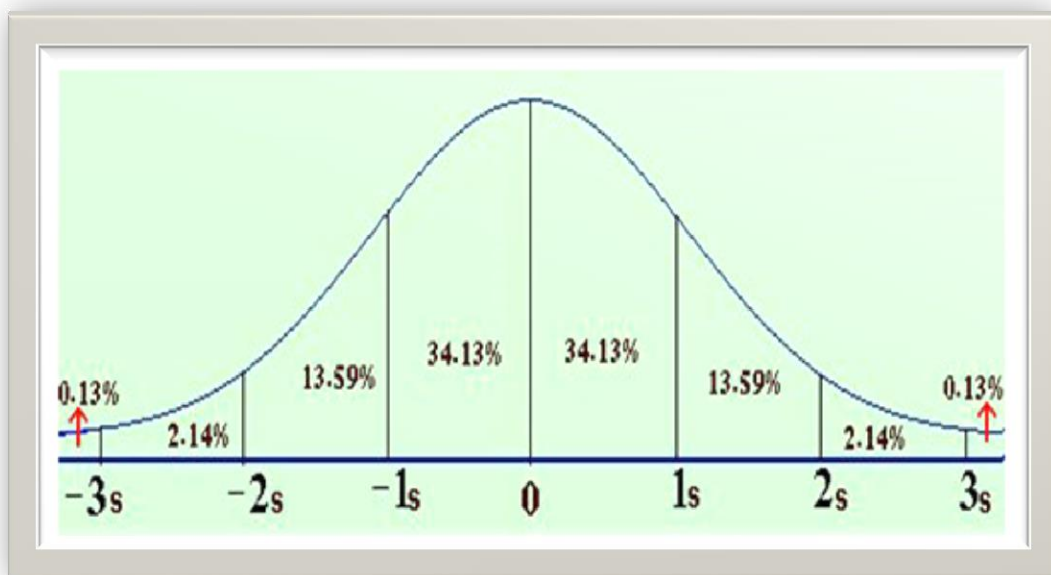 34.13% 34.13%
13.59% 13.59%
0.13% 0.13%
2.14% 2.14%
-3s -2s -1s 0 1s 2s 3s